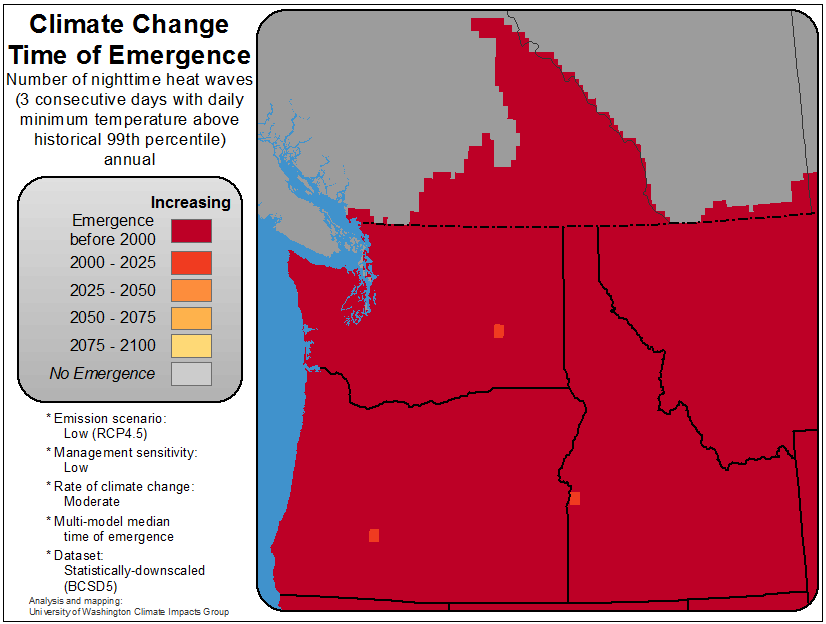 Climate Change
Time of Emergence
Number of nighttime heat waves
(3 consecutive days with daily
minimum temperature above
historical 99th percentile)
annual
Increasing
Emergence
before 2000
2000 - 2025
2025 - 2050
2050 - 2075
2075 - 2100
No Emergence
* Emission scenario:
Low (RCP4.5)
* Management sensitivity:
Low
* Rate of climate change:
Moderate
* Multi-model median
time of emergence
* Dataset:
Statistically-downscaled
(BCSD5)
Analysis and mapping:
University of Washington Climate Impacts Group